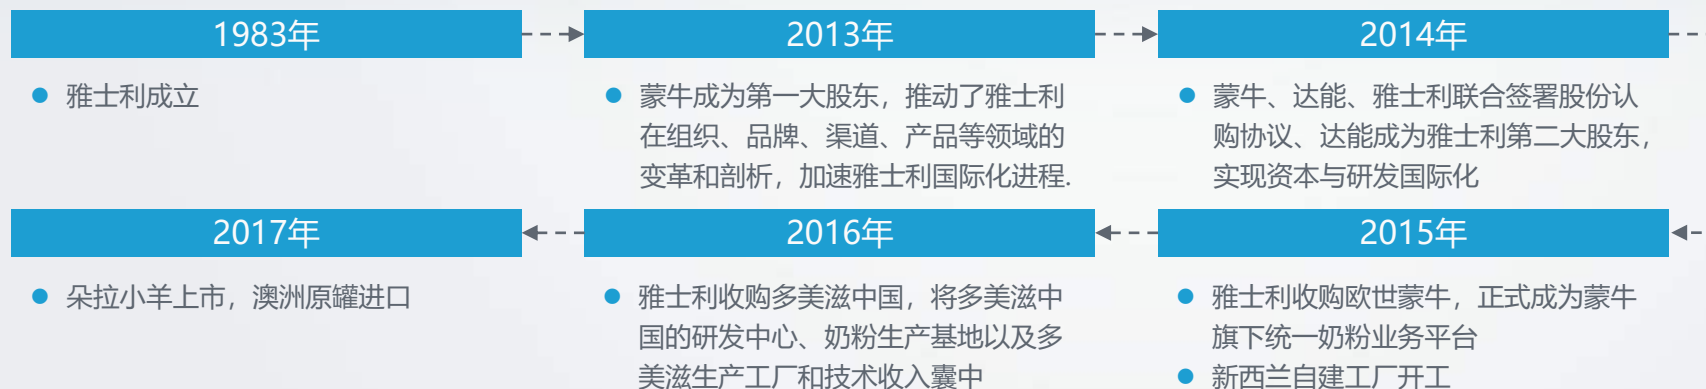 1983年
雅士利成立
2013年
蒙牛成为第一大股东，推动了雅士利
在组织、品牌、渠道、产品等领域的
变革和剖析，加速雅士利国际化进程.
2014年
蒙牛、达能、雅士利联合签署股份认
购协议、达能成为雅士利第二大股东，
实现资本与研发国际化
2015年
雅士利收购欧世蒙牛，正式成为蒙牛
旗下统一奶粉业务平台
新西兰自建工厂开工
2016年
雅士利收购多美滋中国，将多美滋中
国的研发中心、奶粉生产基地以及多
美滋生产工厂和技术收入囊中
2017年
朵拉小羊上市，澳洲原罐进口